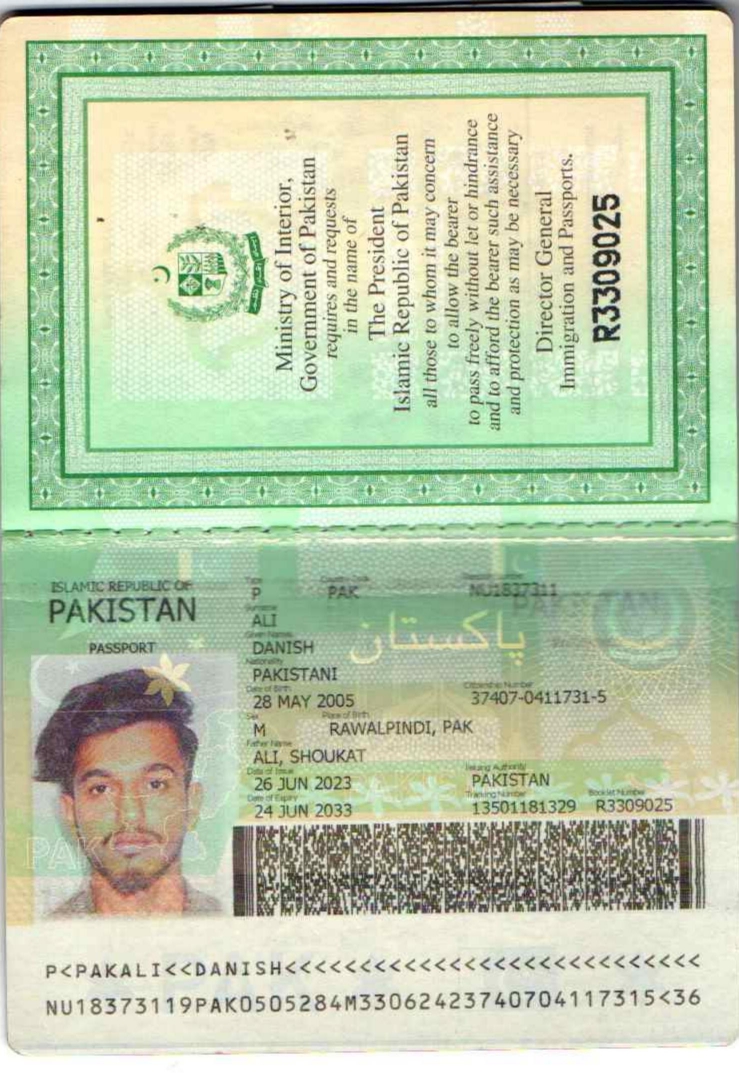 Ministry of Interior,
Government of Pakistan
requires and requests
in the name of
The President
Islamic Republic of Pakistan
all those to whom it may concern
to allow the bearer
to pass freely without let or hindrance
and to afford the bearer such assistance
and protection as may be necessary
Director General
Immigration and Passports.
R3309025
ISLAMIC REPUBLIC OF
PAKISTAN
PASSPORT
Type Country Code
P PAK NU1837311
Surname
ALI
Given Names
DANISH
پاکستان
Nationality
PAKISTANI
Date of Birth Citizenship Number
28 MAY 2005 37407-0411731-5
Sex Place of Birth
M RAWALPINDI, PAK
Father Name
ALI, SHOUKAT
Date of Issue Issuing Authority
26 JUN 2023 PAKISTAN
Date of Expiry Tracking Number Booklet Number
24 JUN 2033 13501181329 R3309025
P<PAKALI<<DANISH<<<<<<<<<<<<<<<<<<<<<<<<<<<<
NU18373119PAK0505284M33062423740704117315<36